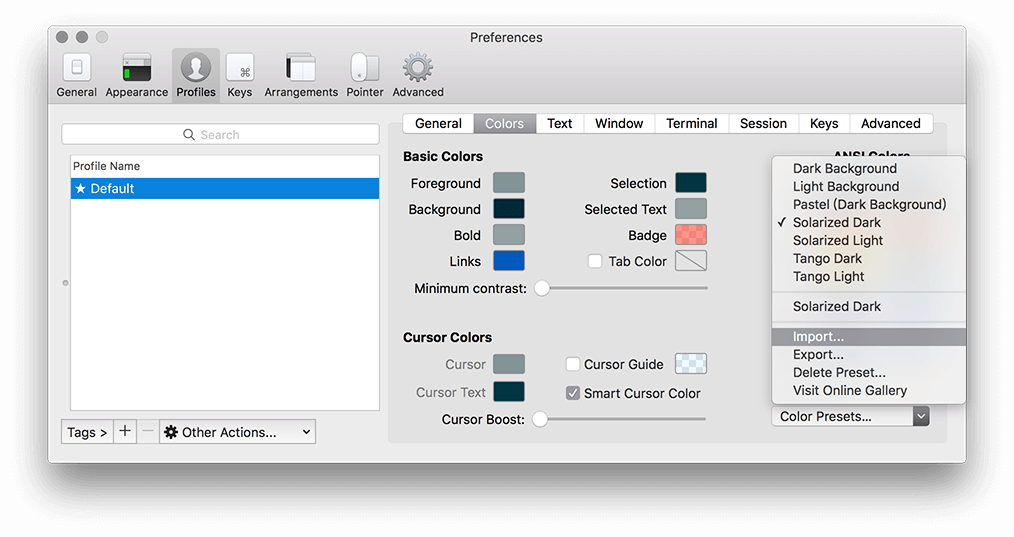 Preferences
General Appearance Profiles Keys Arrangements Pointer Advanced
Search
Profile Name
★ Default
Tags > + − Other Actions...
General Colors Text Window Terminal Session Keys Advanced
Basic Colors
Foreground
Background
Bold
Links
Selection
Selected Text
Badge
Tab Color
Minimum contrast:
Cursor Colors
Cursor
Cursor Text
Cursor Guide
✓ Smart Cursor Color
Cursor Boost:
ANSI Colors
Dark Background
Light Background
Pastel (Dark Background)
✓ Solarized Dark
Solarized Light
Tango Dark
Tango Light
Solarized Dark
Import...
Export...
Delete Preset...
Visit Online Gallery
Color Presets...